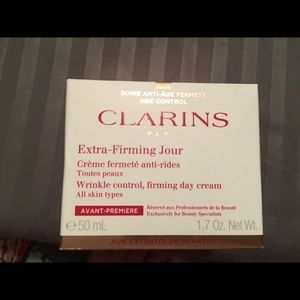 SOINS ANTI-ÂGE FERMETÉ
AGE CONTROL
CLARINS
PARIS
Extra-Firming Jour
Crème fermeté anti-rides
Toutes peaux
Wrinkle control, firming day cream
All skin types
AVANT-PREMIERE
Réservé aux Professionnels de la Beauté
Exclusively for Beauty Specialists
℮ 50 mL 1.7 Oz. Net Wt.
AUX EXTRAITS DE PLANTES